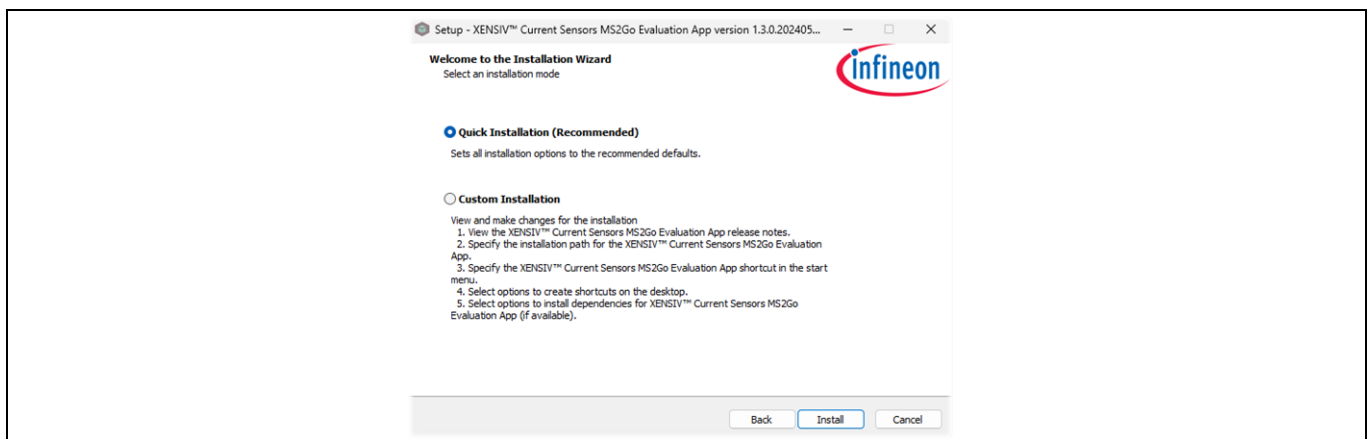 Setup - XENSIV™ Current Sensors MS2Go Evaluation App version 1.3.0.202405...
Welcome to the Installation Wizard
Select an installation mode
infineon
Quick Installation (Recommended)
Sets all installation options to the recommended defaults.
Custom Installation
View and make changes for the installation
1. View the XENSIV™ Current Sensors MS2Go Evaluation App release notes.
2. Specify the installation path for the XENSIV™ Current Sensors MS2Go Evaluation
App.
3. Specify the XENSIV™ Current Sensors MS2Go Evaluation App shortcut in the start
menu.
4. Select options to create shortcuts on the desktop.
5. Select options to install dependencies for XENSIV™ Current Sensors MS2Go
Evaluation App (if available).
Back Install Cancel